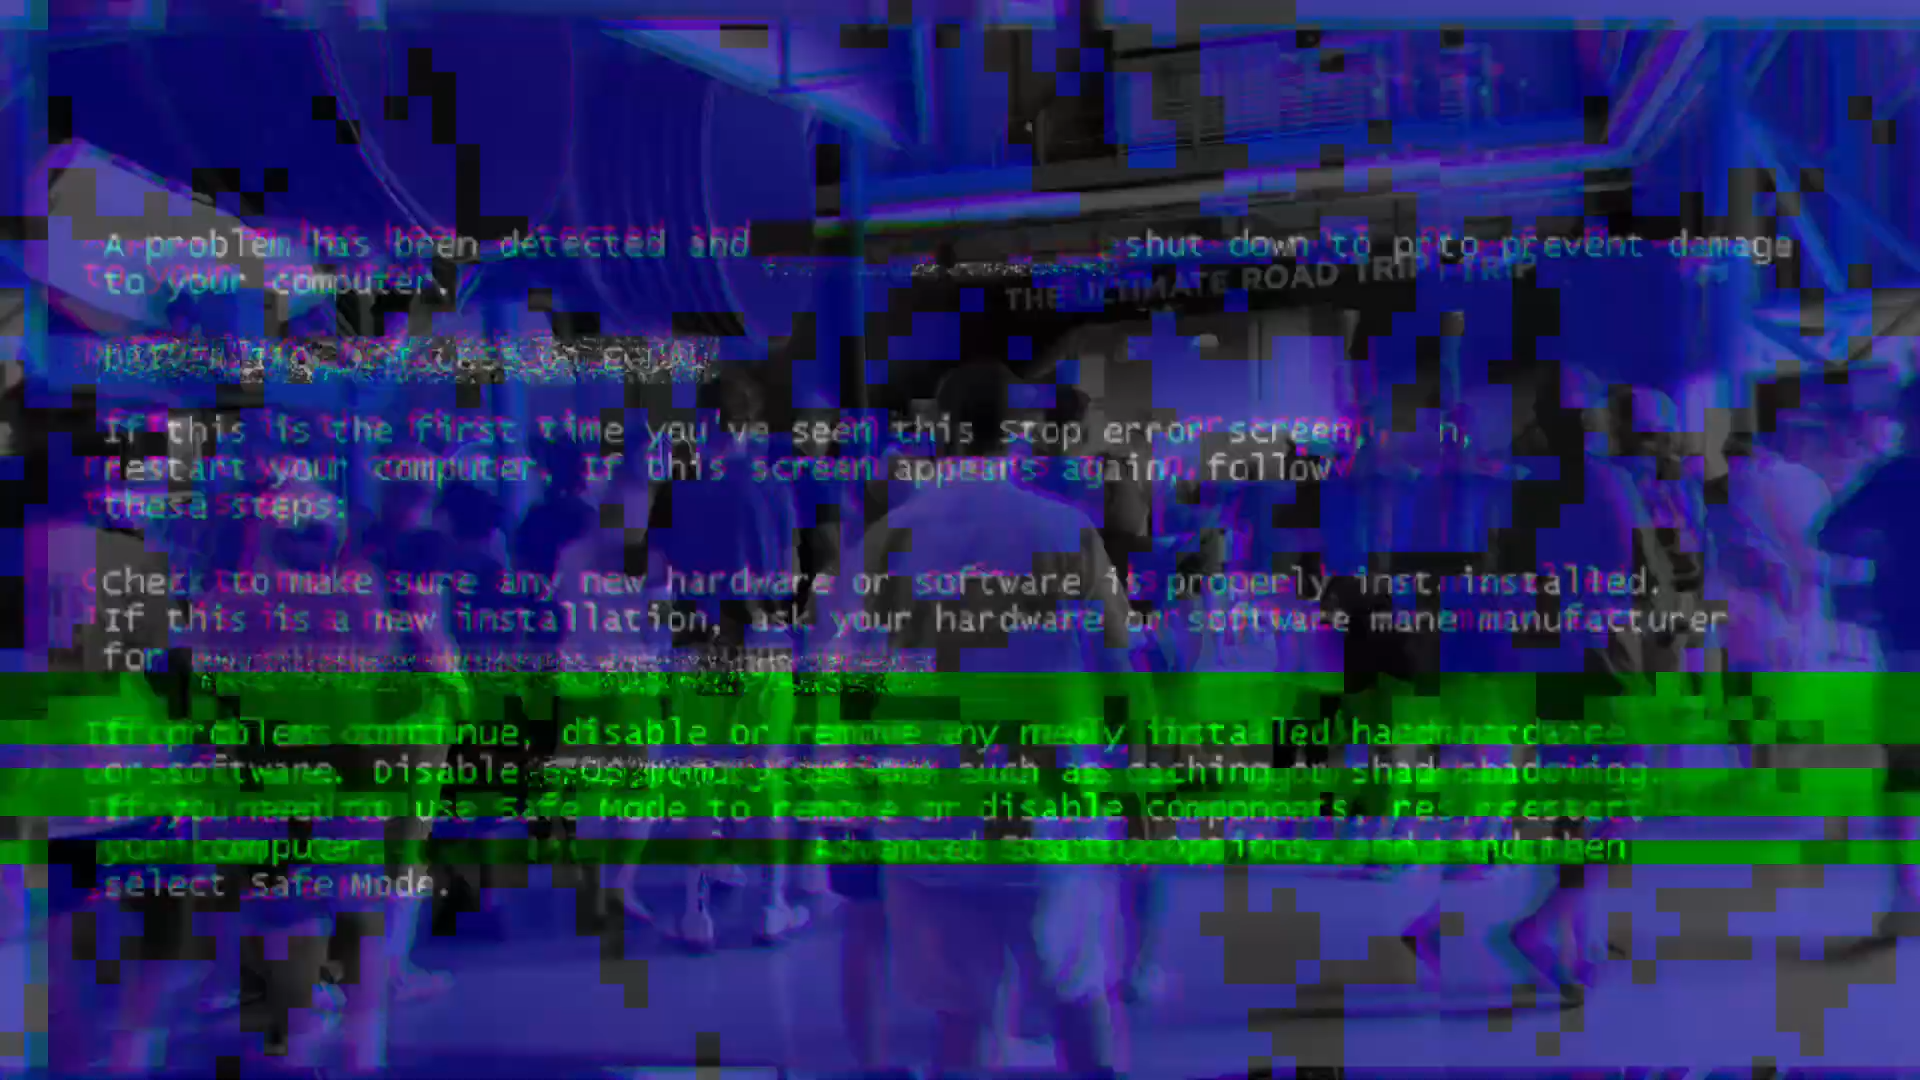 A problem has been detected and shut down to pr to prevent damage
to your computer.
THE ULTIMATE ROAD TRIP TRIP
If this is the first time you've seen this Stop error screen, n,
restart your computer, If this screen appears again, follow
these steps:
Check to make sure any new hardware or software is properly inst installed.
If this is a new installation, ask your hardware or software manufacturer
for
If problem continue, disable or remove any newly installed hardware
or software. Disable such as caching or shadowing.
If you need to use Safe Mode to remove or disable components, restart
your computer, Advanced Startup Options, and then
select Safe Mode.